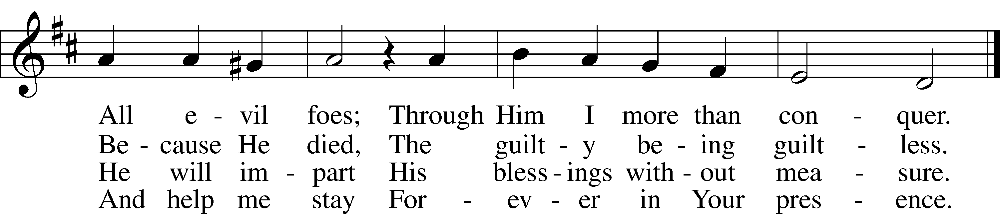 All e - vil foes; Through Him I more than con - quer.
Be - cause He died, The guilt - y be - ing guilt - less.
He will im - part His bless - ings with - out mea - sure.
And help me stay For - ev - er in Your pres - ence.